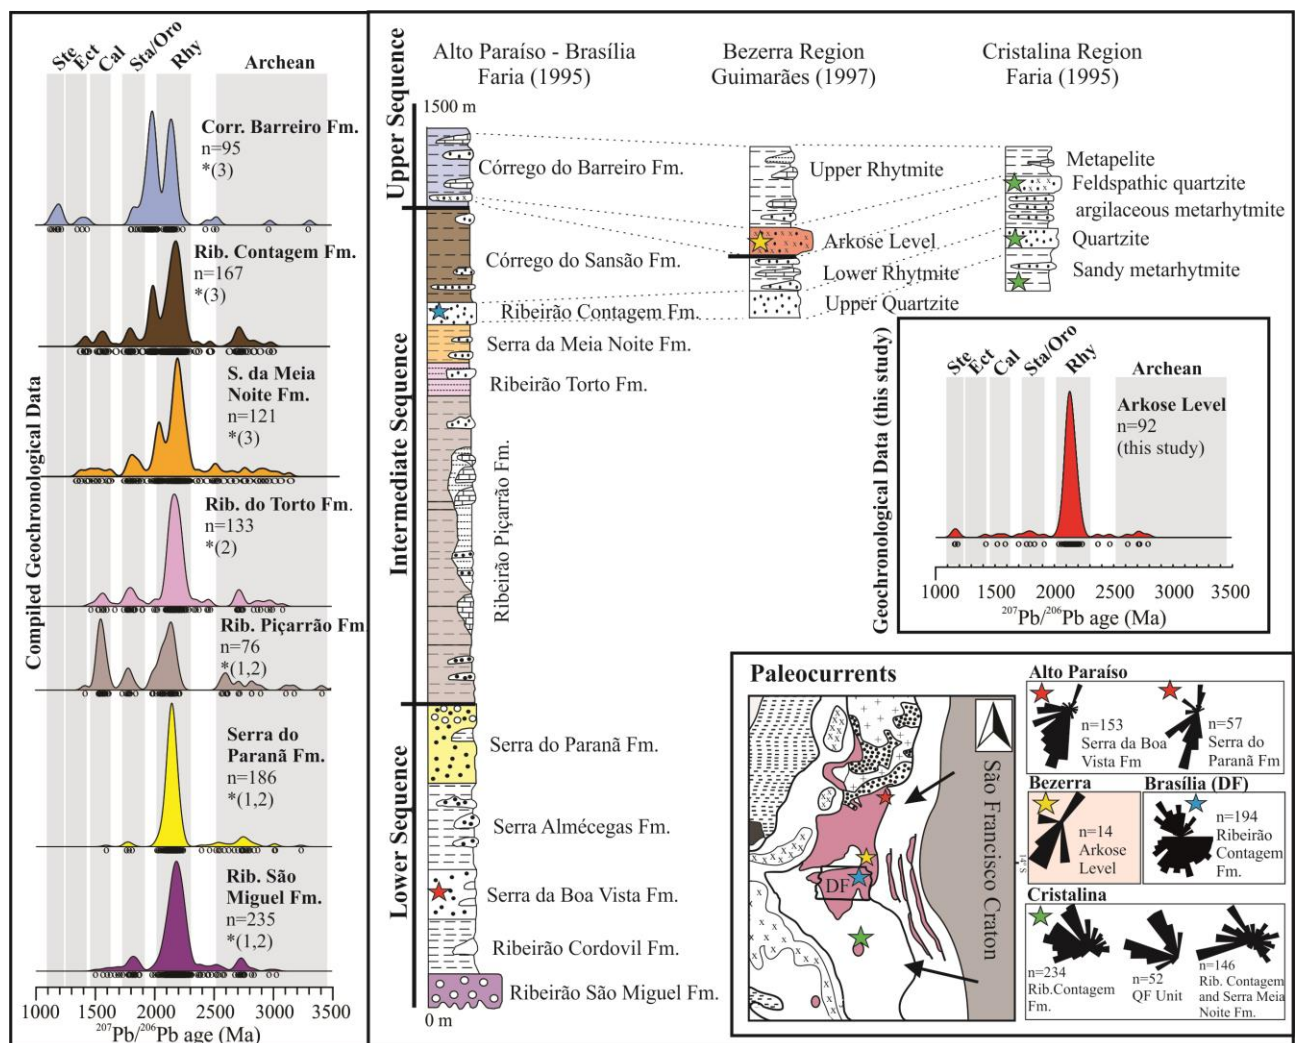 Ste
Ect
Cal
Sta/Oro
Rhy
Archean
Compiled Geochronological Data
Corr. Barreiro Fm.
n=95
*(3)
Rib. Contagem Fm.
n=167
*(3)
S. da Meia
Noite Fm.
n=121
*(3)
Rib. do Torto Fm.
n=133
*(2)
Rib. Piçarrão Fm.
n=76
*(1,2)
Serra do
Paranã Fm.
n=186
*(1,2)
Rib. São
Miguel Fm.
n=235
*(1,2)
1000 1500 2000 2500 3000 3500
207Pb/206Pb age (Ma)
Alto Paraíso - Brasília
Faria (1995)
Bezerra Region
Guimarães (1997)
Cristalina Region
Faria (1995)
Upper Sequence
Intermediate Sequence
Lower Sequence
1500 m
Córrego do Barreiro Fm.
Córrego do Sansão Fm.
Ribeirão Contagem Fm.
Serra da Meia Noite Fm.
Ribeirão Torto Fm.
Ribeirão Piçarrão Fm.
Serra do Paranã Fm.
Serra Almécegas Fm.
Serra da Boa Vista Fm.
Ribeirão Cordovil Fm.
Ribeirão São Miguel Fm.
0 m
Upper Rhytmite
Arkose Level
Lower Rhytmite
Upper Quartzite
Metapelite
Feldspathic quartzite
argilaceous metarhytmite
Quartzite
Sandy metarhytmite
Geochronological Data (this study)
Ste
Ect
Cal
Sta/Oro
Rhy
Archean
Arkose Level
n=92
(this study)
1000 1500 2000 2500 3000 3500
207Pb/206Pb age (Ma)
Paleocurrents
São Francisco Craton
DF
14°S
Alto Paraíso
n=153
Serra da Boa
Vista Fm
n=57
Serra do
Paranã Fm
Bezerra
n=14
Arkose
Level
Brasília (DF)
n=194
Ribeirão
Contagem
Fm.
Cristalina
n=234
Rib.Contagem
Fm.
n=52
QF Unit
n=146
Rib. Contagem
and Serra Meia
Noite Fm.